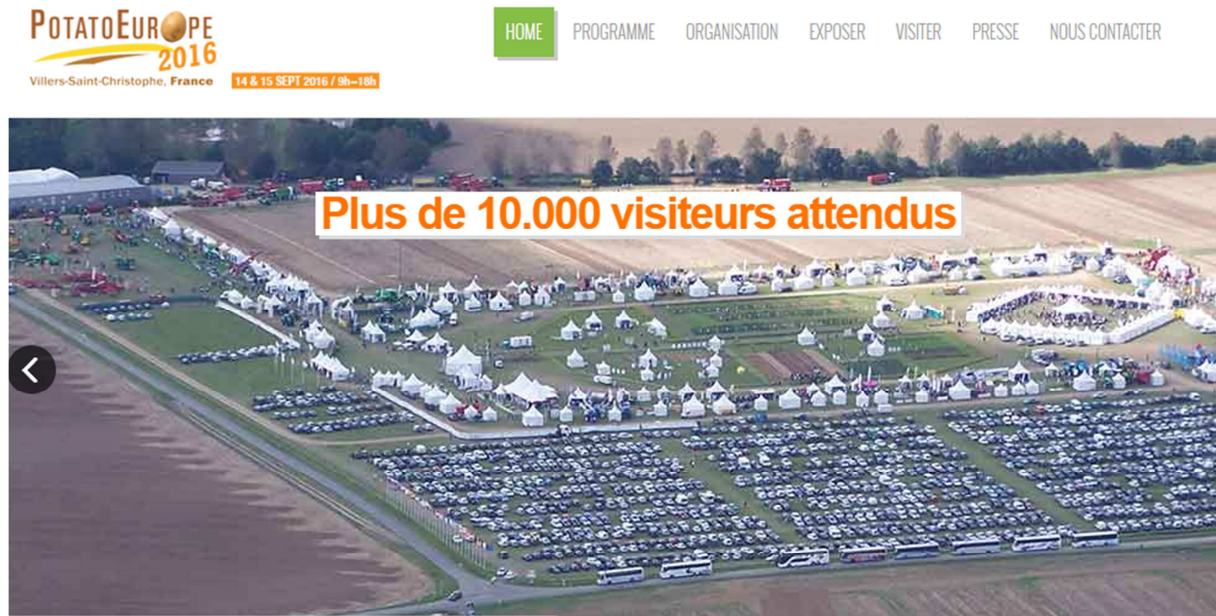 POTATOEUROPE
2016
Villers-Saint-Christophe, France
14 & 15 SEPT 2016 / 9h–18h
HOME PROGRAMME ORGANISATION EXPOSER VISITER PRESSE NOUS CONTACTER
Plus de 10.000 visiteurs attendus